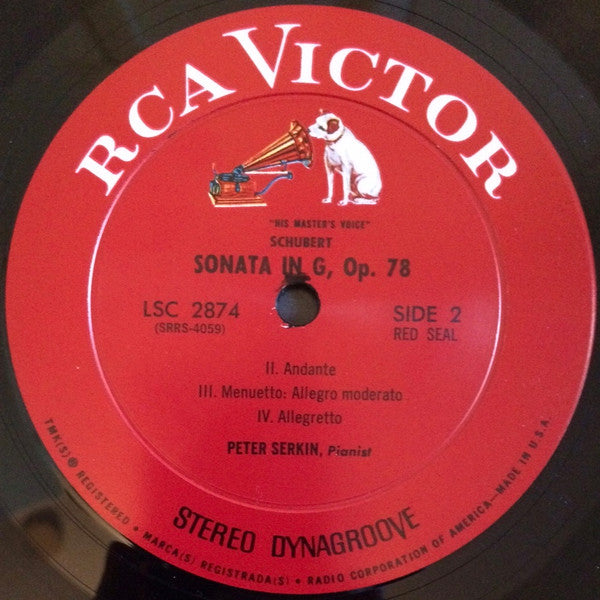 RCA VICTOR
"HIS MASTER'S VOICE"
SCHUBERT
SONATA IN G, Op. 78
LSC 2874
(SRRS-4059)
SIDE 2
RED SEAL
II. Andante
III. Menuetto: Allegro moderato
IV. Allegretto
PETER SERKIN, Pianist
STEREO DYNAGROOVE
TMK(S) ® REGISTERED • MARCA(S) REGISTRADA(S) • RADIO CORPORATION OF AMERICA—MADE IN U.S.A.